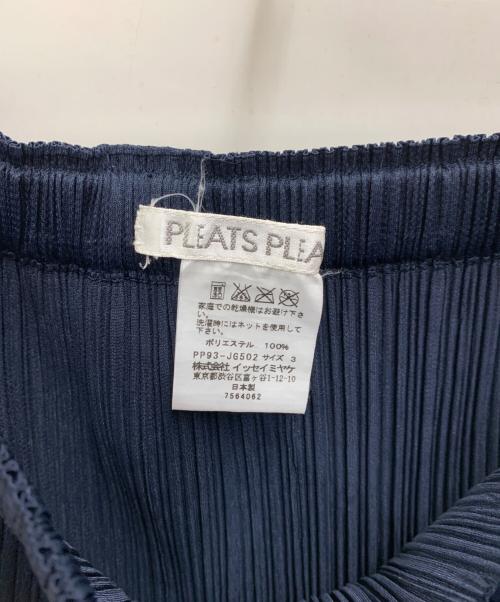 PLEATS PLEA
家庭での乾燥機はお避け下さ
い。
洗濯時にはネットを使用して
下さい。
ポリエステル 100%
PP93-JG502 サイズ 3
株式会社 イッセイミヤケ
東京都渋谷区富ヶ谷1-12-10
日本製
7564062